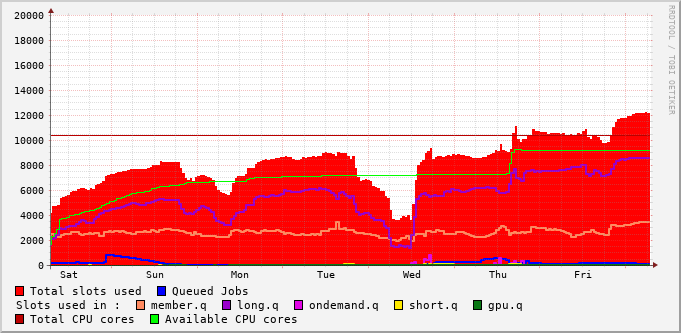 20000
18000
16000
14000
12000
10000
8000
6000
4000
2000
0
Sat Sun Mon Tue Wed Thu Fri
RRDTOOL / TOBI OETIKER
Total slots used Queued Jobs
Slots used in : member.q long.q ondemand.q short.q gpu.q
Total CPU cores Available CPU cores